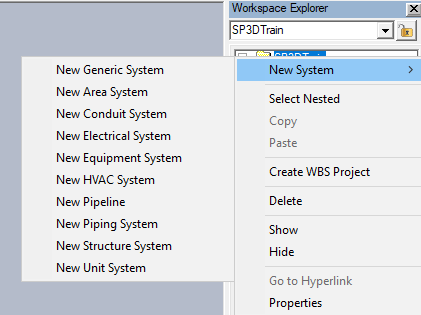 Workspace Explorer
SP3DTrain
SP3DTrain
New System
Select Nested
Copy
Paste
Create WBS Project
Delete
Show
Hide
Go to Hyperlink
Properties
New Generic System
New Area System
New Conduit System
New Electrical System
New Equipment System
New HVAC System
New Pipeline
New Piping System
New Structure System
New Unit System